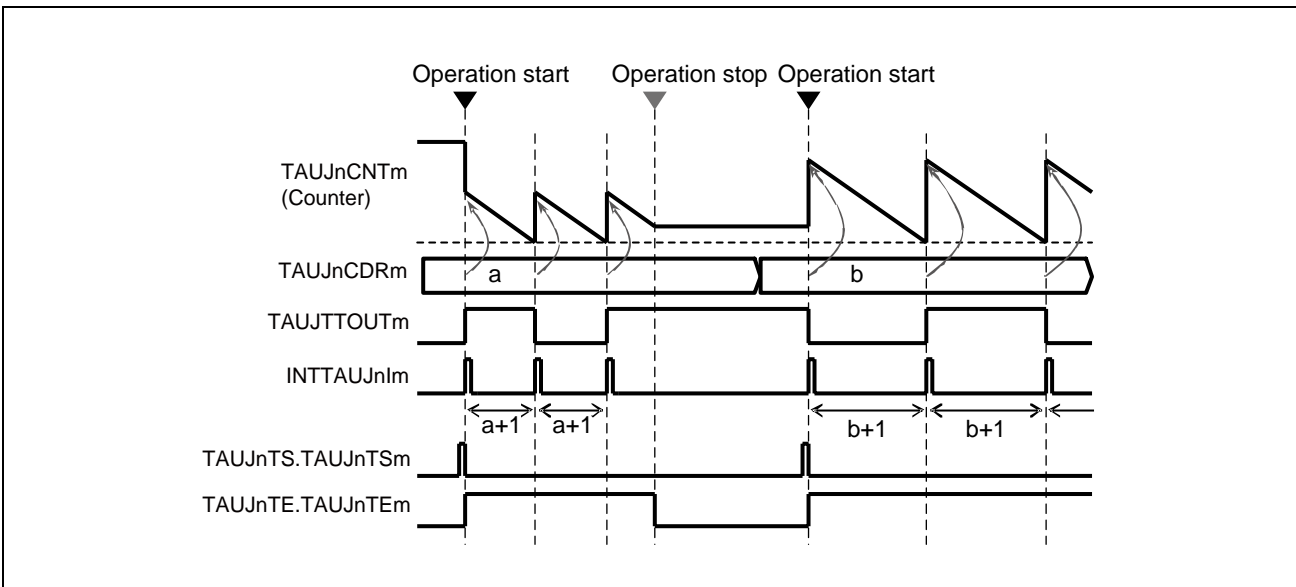 Operation start
Operation stop
Operation start
TAUJnCNTm
(Counter)
TAUJnCDRm
a
b
TAUJTTOUTm
INTTAUJnIm
a+1
a+1
b+1
b+1
TAUJnTS.TAUJnTSm
TAUJnTE.TAUJnTEm